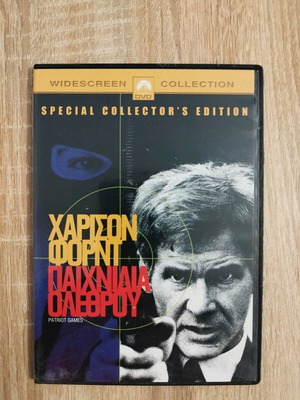 WIDESCREEN DVD COLLECTION
SPECIAL COLLECTOR'S EDITION
ΧΑΡΙΣΟΝ
ΦΟΡΝΤ
ΠΑΙΧΝΙΔΙΑ
ΟΛΕΘΡΟΥ
PATRIOT GAMES